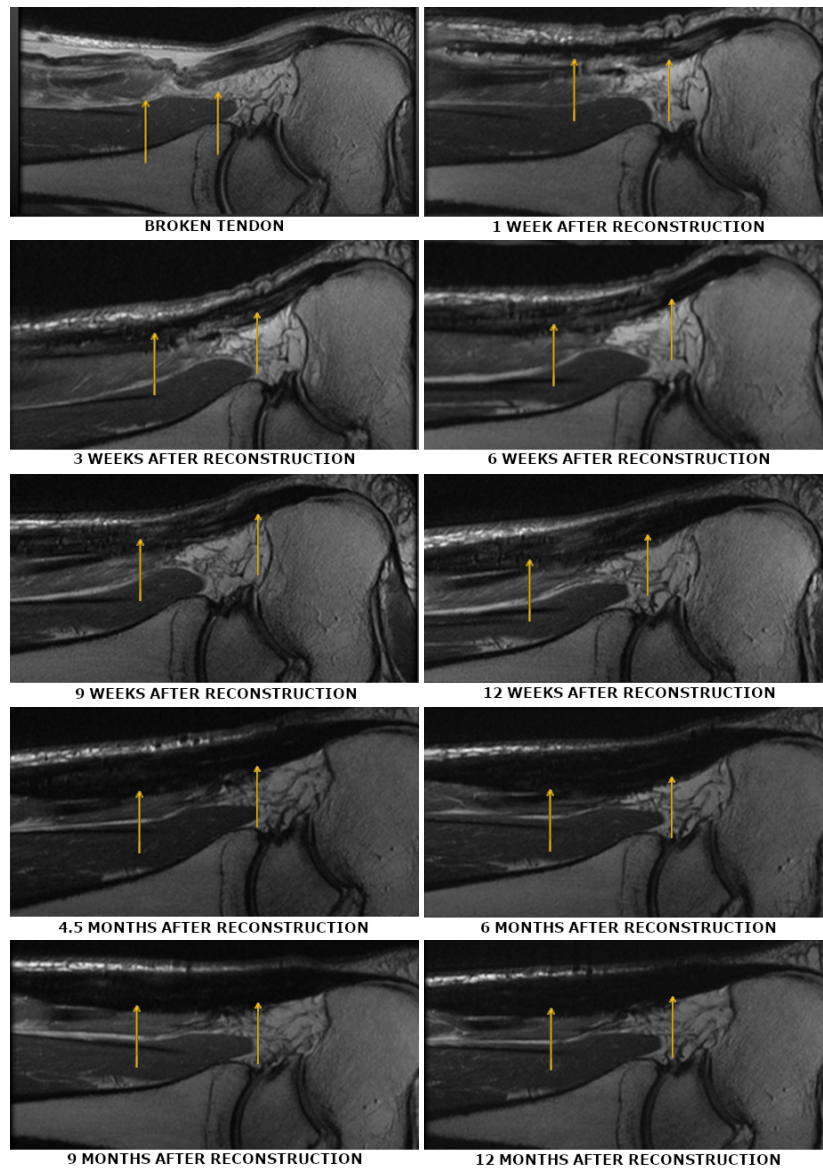 BROKEN TENDON
1 WEEK AFTER RECONSTRUCTION
3 WEEKS AFTER RECONSTRUCTION
6 WEEKS AFTER RECONSTRUCTION
9 WEEKS AFTER RECONSTRUCTION
12 WEEKS AFTER RECONSTRUCTION
4.5 MONTHS AFTER RECONSTRUCTION
6 MONTHS AFTER RECONSTRUCTION
9 MONTHS AFTER RECONSTRUCTION
12 MONTHS AFTER RECONSTRUCTION